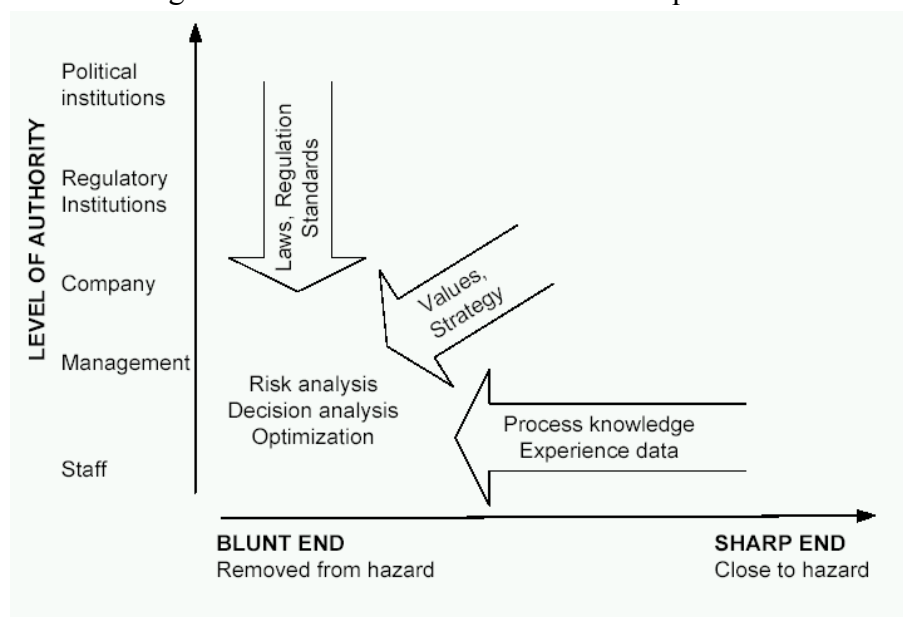 Political
institutions
Regulatory
Institutions
Company
Management
Staff
LEVEL OF AUTHORITY
Laws, Regulation
Standards
Values,
Strategy
Risk analysis
Decision analysis
Optimization
Process knowledge
Experience data
BLUNT END
Removed from hazard
SHARP END
Close to hazard